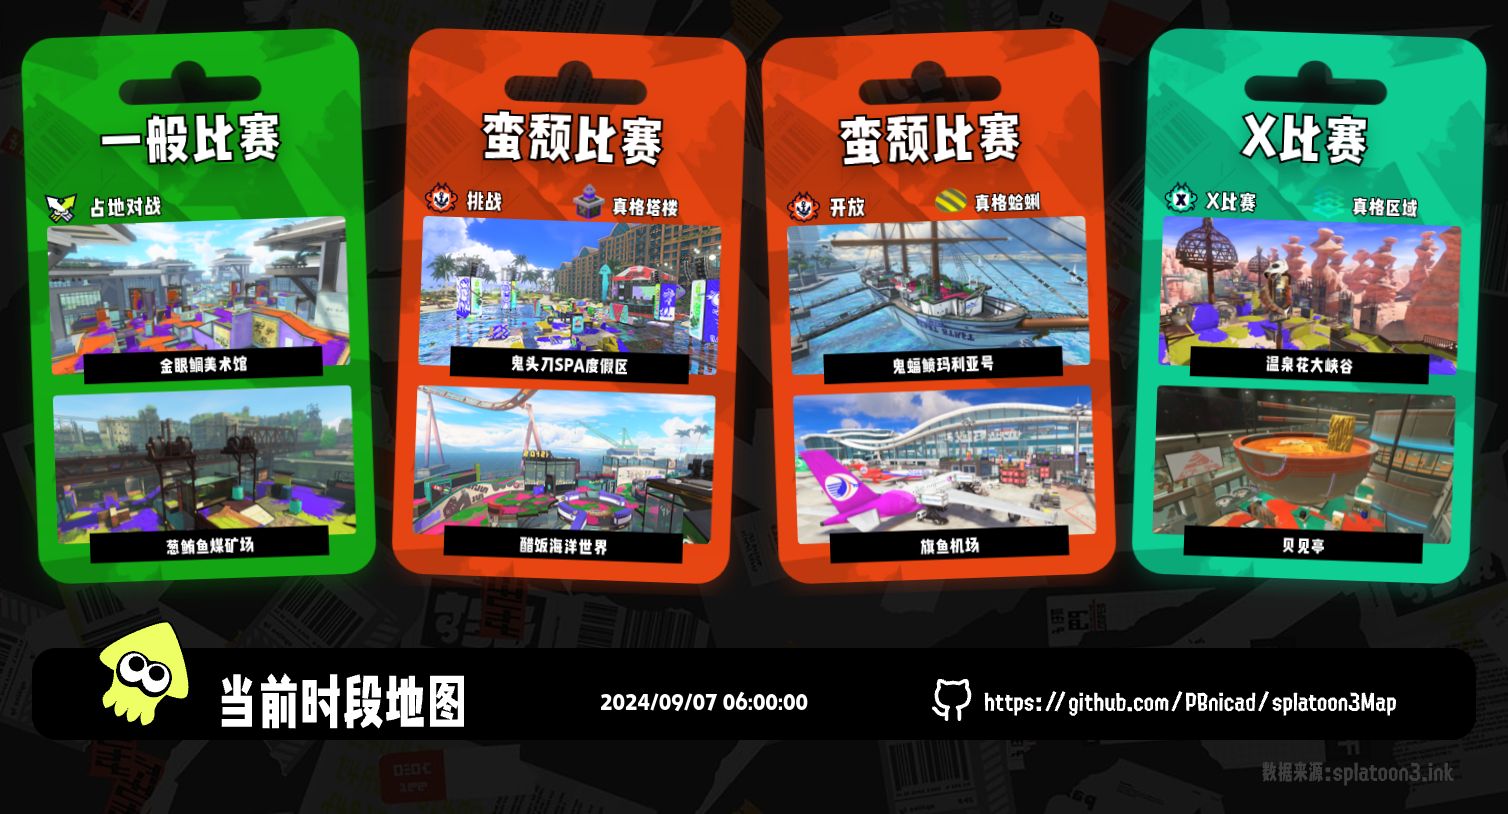 一般比赛
占地对战
金眼鲷美术馆
葱鲔鱼煤矿场
蛮颓比赛
挑战
真格塔楼
鬼头刀SPA度假区
醋饭海洋世界
蛮颓比赛
开放
真格蛤蜊
鬼蝠鲼玛利亚号
旗鱼机场
X比赛
X比赛
真格区域
温泉花大峡谷
贝见亭
当前时段地图
2024/09/07 06:00:00
https://github.com/PBnicad/splatoon3Map
数据来源:splatoon3.ink